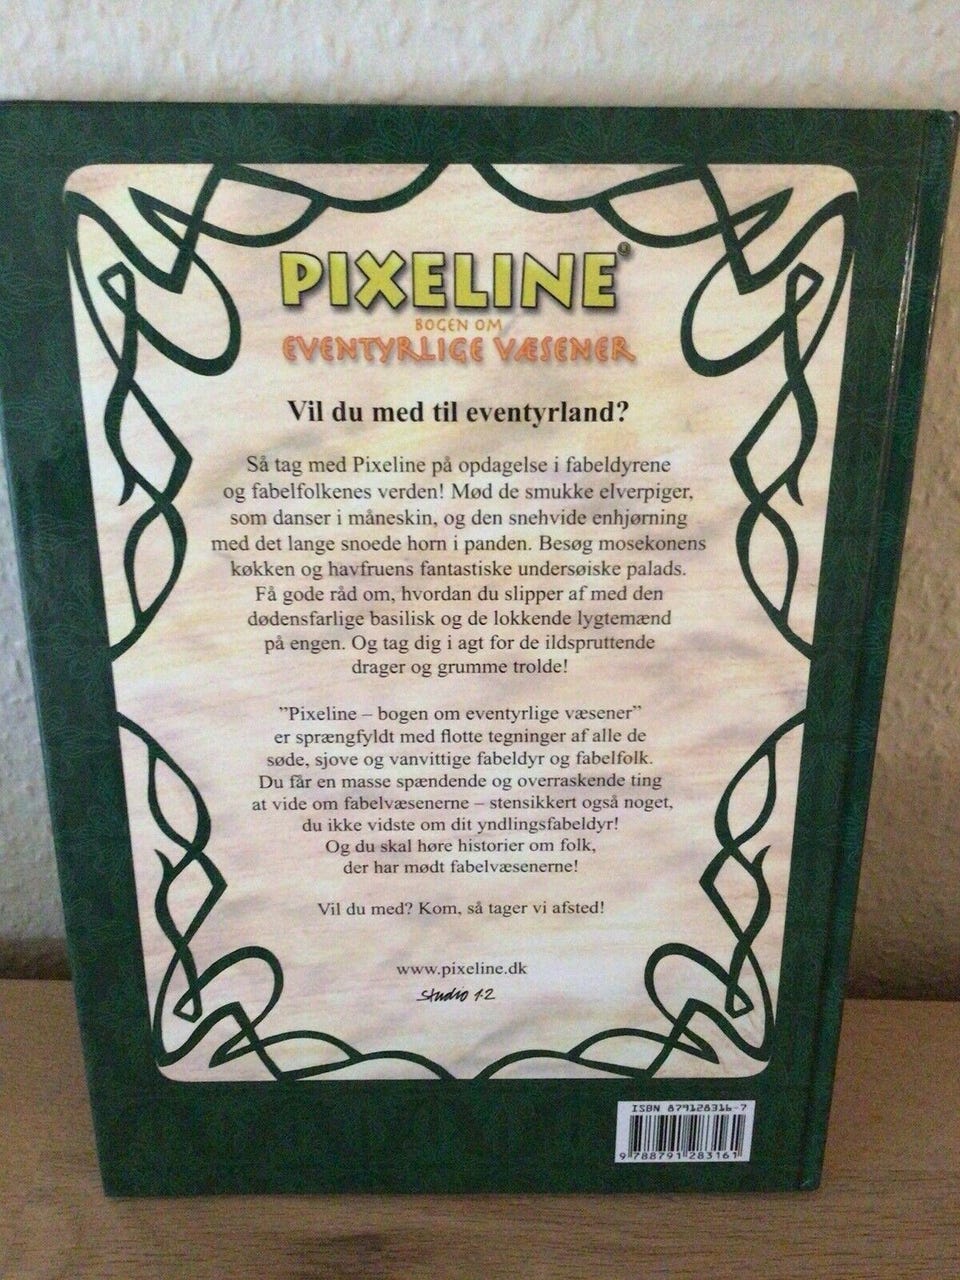 PIXELINE®
BOGEN OM
EVENTYRLIGE VÆSENER
Vil du med til eventyrland?
Så tag med Pixeline på opdagelse i fabeldyrene
og fabelfolkenes verden! Mød de smukke elverpiger,
som danser i måneskin, og den snehvide enhjørning
med det lange snoede horn i panden. Besøg mosekonens
køkken og havfruens fantastiske undersøiske palads.
Få gode råd om, hvordan du slipper af med den
dødensfarlige basilisk og de lokkende lygtemænd
på engen. Og tag dig i agt for de ildspruttende
drager og grumme trolde!
”Pixeline – bogen om eventyrlige væsener”
er sprængfyldt med flotte tegninger af alle de
søde, sjove og vanvittige fabeldyr og fabelfolk.
Du får en masse spændende og overraskende ting
at vide om fabelvæsenerne – stensikkert også noget,
du ikke vidste om dit yndlingsfabeldyr!
Og du skal høre historier om folk,
der har mødt fabelvæsenerne!
Vil du med? Kom, så tager vi afsted!
www.pixeline.dk
studio 12
ISBN 879128316-7
9 788791 283161